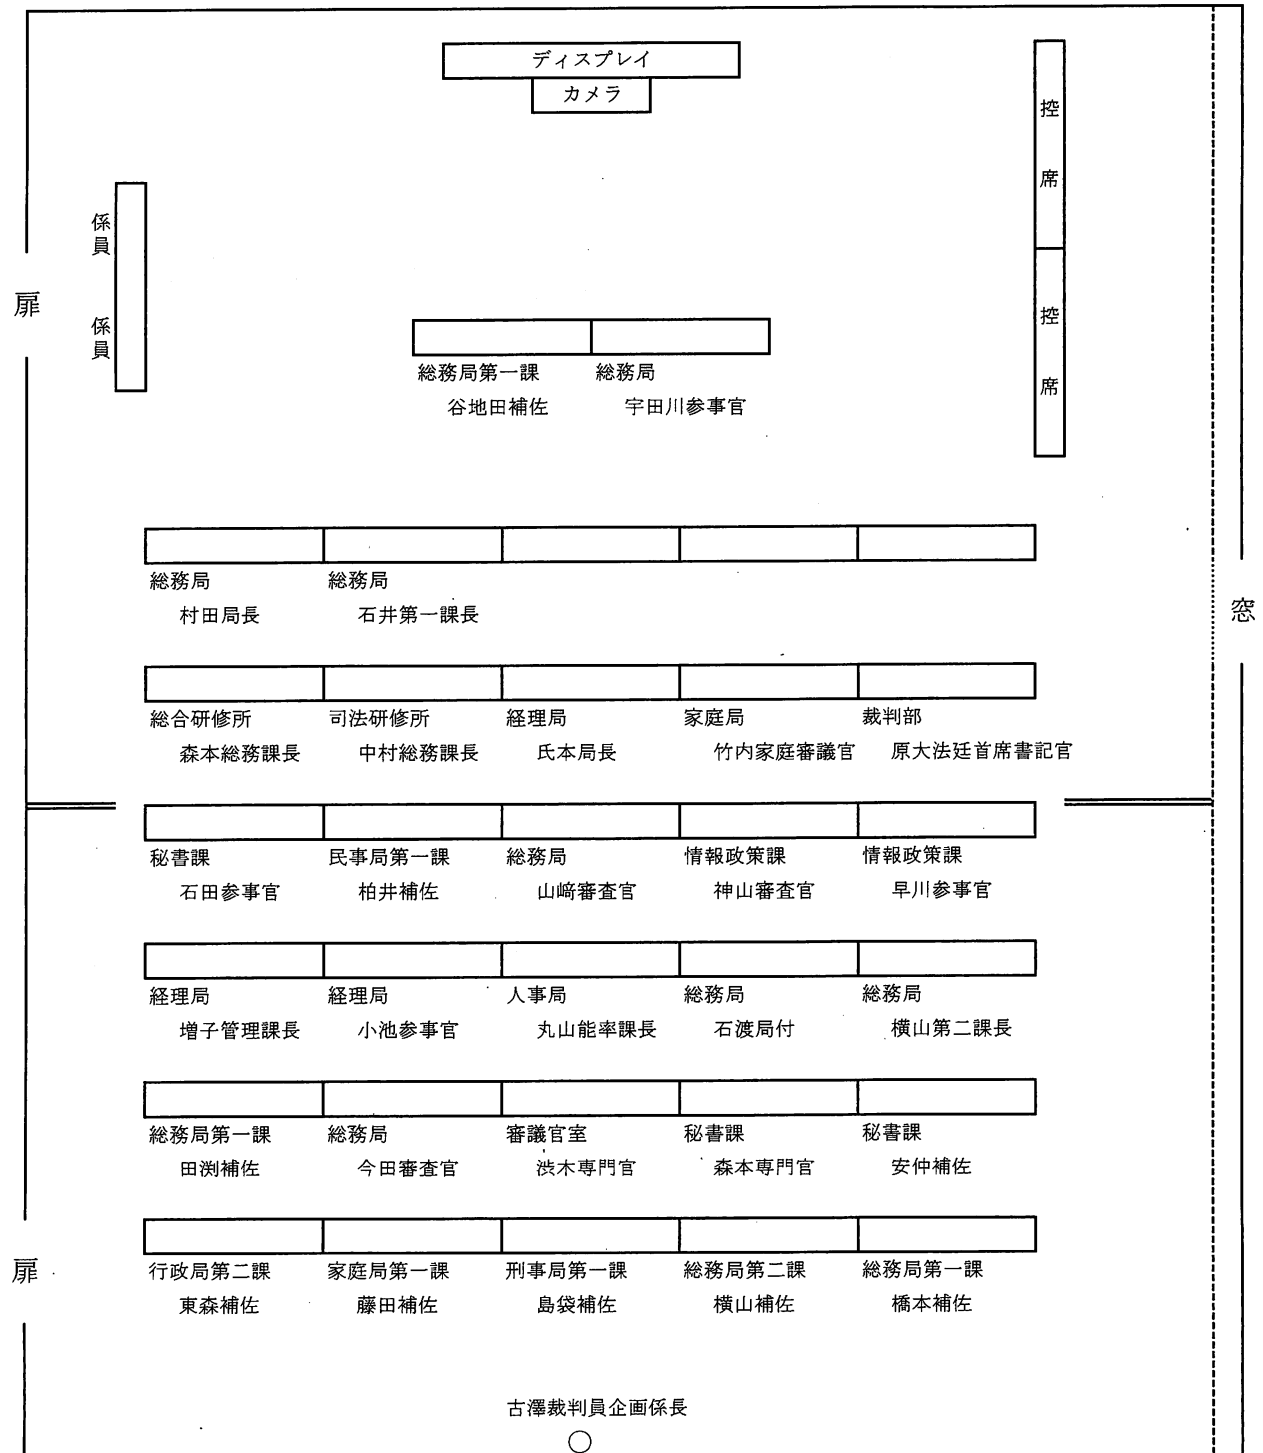 ディスプレイ
カメラ
控席
係員
扉
係員
控席
総務局第一課 総務局
谷地田補佐 宇田川参事官
総務局 総務局
窓
村田局長 石井第一課長
総合研修所 司法研修所 経理局 家庭局 裁判部
森本総務課長 中村総務課長 氏本局長 竹内家庭審議官 原大法廷首席書記官
秘書課 民事局第一課 総務局 情報政策課 情報政策課
石田参事官 柏井補佐 山﨑審査官 神山審査官 早川参事官
経理局 経理局 人事局 総務局 総務局
増子管理課長 小池参事官 丸山能率課長 石渡局付 横山第二課長
総務局第一課 総務局 審議官室 秘書課 秘書課
田渕補佐 今田審査官 渋木専門官 森本専門官 安仲補佐
扉
行政局第二課 家庭局第一課 刑事局第一課 総務局第二課 総務局第一課
東森補佐 藤田補佐 島袋補佐 横山補佐 橋本補佐
古澤裁判員企画係長